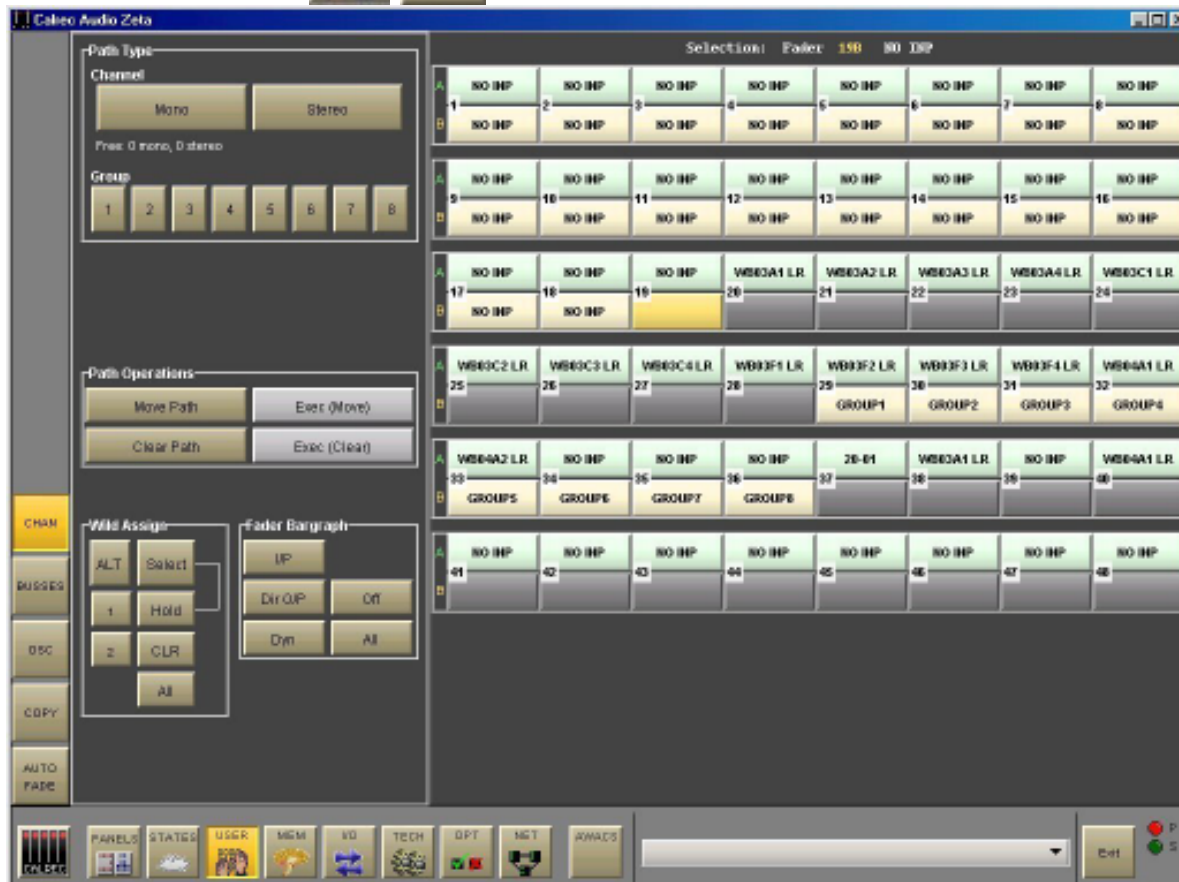 Calrec Audio Zeta
Path Type
Channel
Mono Stereo
Free: 0 mono, 0 stereo
Group
1 2 3 4 5 6 7 8
Path Operations
Move Path Exec (Move)
Clear Path Exec (Clear)
Wild Assign
ALT Select
1 Hold
2 CLR
All
Fader Bargraph
I/P
Dir O/P Off
Dyn All
Selection: Fader 19B NO INP
A NO INP NO INP NO INP NO INP NO INP NO INP NO INP NO INP
1 2 3 4 5 6 7 8
B NO INP NO INP NO INP NO INP NO INP NO INP NO INP NO INP
A NO INP NO INP NO INP NO INP NO INP NO INP NO INP NO INP
9 10 11 12 13 14 15 16
B NO INP NO INP NO INP NO INP NO INP NO INP NO INP NO INP
A NO INP NO INP NO INP WB03A1 LR WB03A2 LR WB03A3 LR WB03A4 LR WB03C1 LR
17 18 19 20 21 22 23 24
B NO INP NO INP
A WB03C2 LR WB03C3 LR WB03C4 LR WB03F1 LR WB03F2 LR WB03F3 LR WB03F4 LR WB04A1 LR
25 26 27 28 29 30 31 32
B GROUP1 GROUP2 GROUP3 GROUP4
A WB04A2 LR NO INP NO INP NO INP 20-01 WB03A1 LR NO INP WB04A1 LR
33 34 35 36 37 38 39 40
B GROUP5 GROUP6 GROUP7 GROUP8
A NO INP NO INP NO INP NO INP NO INP NO INP NO INP NO INP
41 42 43 44 45 46 47 48
B
CHAN
BUSSES
OSC
COPY
AUTO
FADE
CALREC
PANELS STATES USER MEM I/O TECH OPT NET AWACS
Exit
P
S